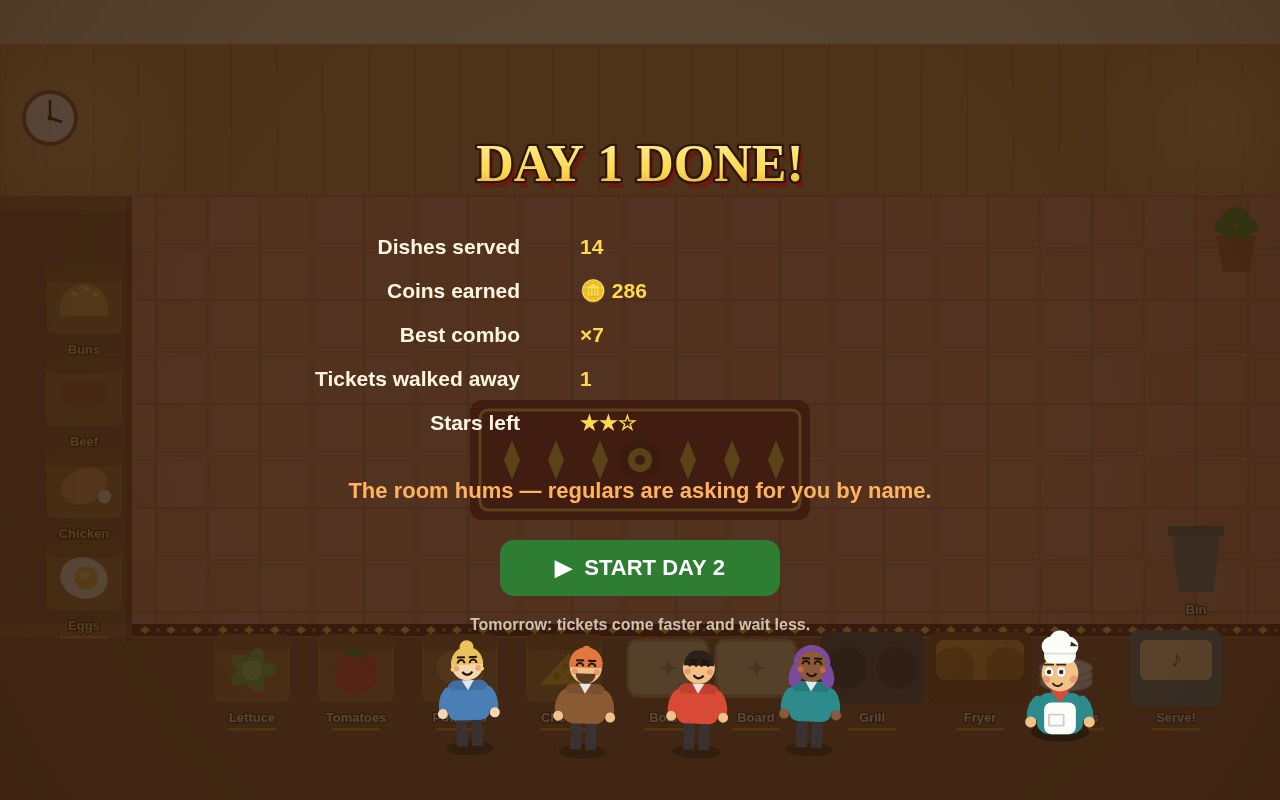 DAY 1 DONE!
Dishes served 14
Coins earned 🪙 286
Best combo ×7
Tickets walked away 1
Stars left ★★☆
The room hums — regulars are asking for you by name.
▶ START DAY 2
Tomorrow: tickets come faster and wait less.
Buns
Beef
Chicken
Eggs
Bin
Lettuce Tomatoes Board Grill Fryer Serve!